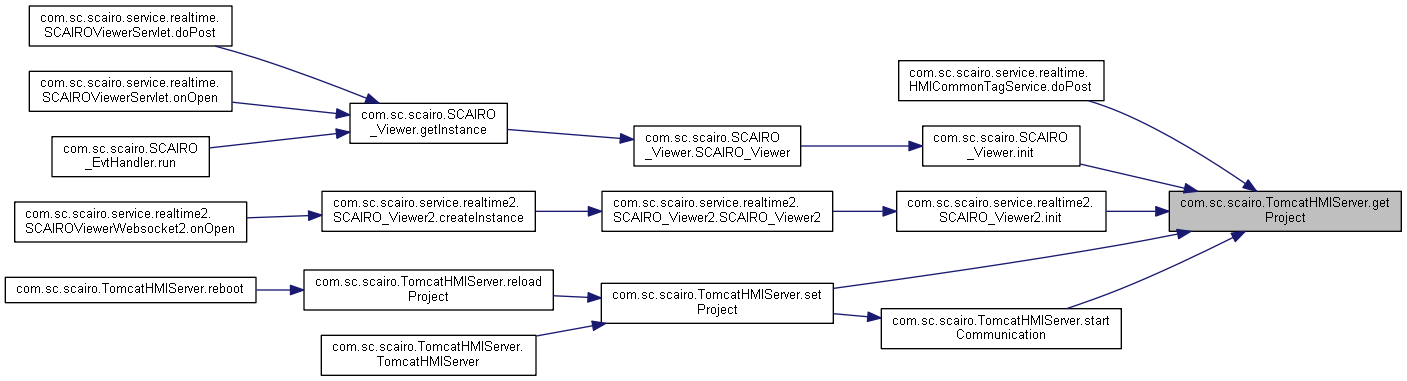 com.sc.scairo.service.realtime.
SCAIROViewerServlet.doPost
com.sc.scairo.service.realtime.
SCAIROViewerServlet.onOpen
com.sc.scairo.SCAIRO
_EvtHandler.run
com.sc.scairo.SCAIRO
_Viewer.getInstance
com.sc.scairo.SCAIRO
_Viewer.SCAIRO_Viewer
com.sc.scairo.service.realtime.
HMICommonTagService.doPost
com.sc.scairo.SCAIRO
_Viewer.init
com.sc.scairo.TomcatHMIServer.get
Project
com.sc.scairo.service.realtime2.
SCAIROViewerWebsocket2.onOpen
com.sc.scairo.service.realtime2.
SCAIRO_Viewer2.createInstance
com.sc.scairo.service.realtime2.
SCAIRO_Viewer2.SCAIRO_Viewer2
com.sc.scairo.service.realtime2.
SCAIRO_Viewer2.init
com.sc.scairo.TomcatHMIServer.reboot
com.sc.scairo.TomcatHMIServer.reload
Project
com.sc.scairo.TomcatHMIServer.
TomcatHMIServer
com.sc.scairo.TomcatHMIServer.set
Project
com.sc.scairo.TomcatHMIServer.start
Communication